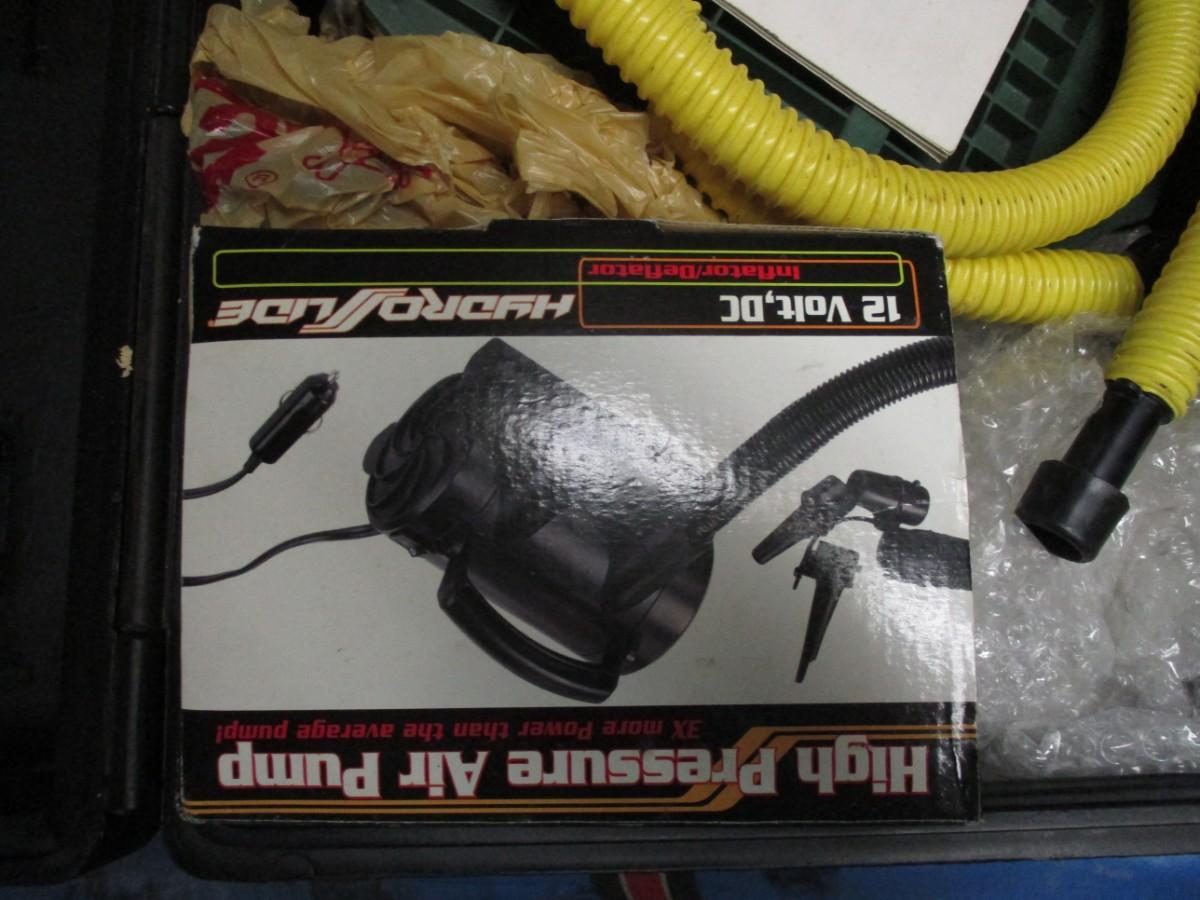 High Pressure Air Pump
3X more Power than the average pump!
12 Volt,DC HYDROSLIDE
Inflator/Deflator
®